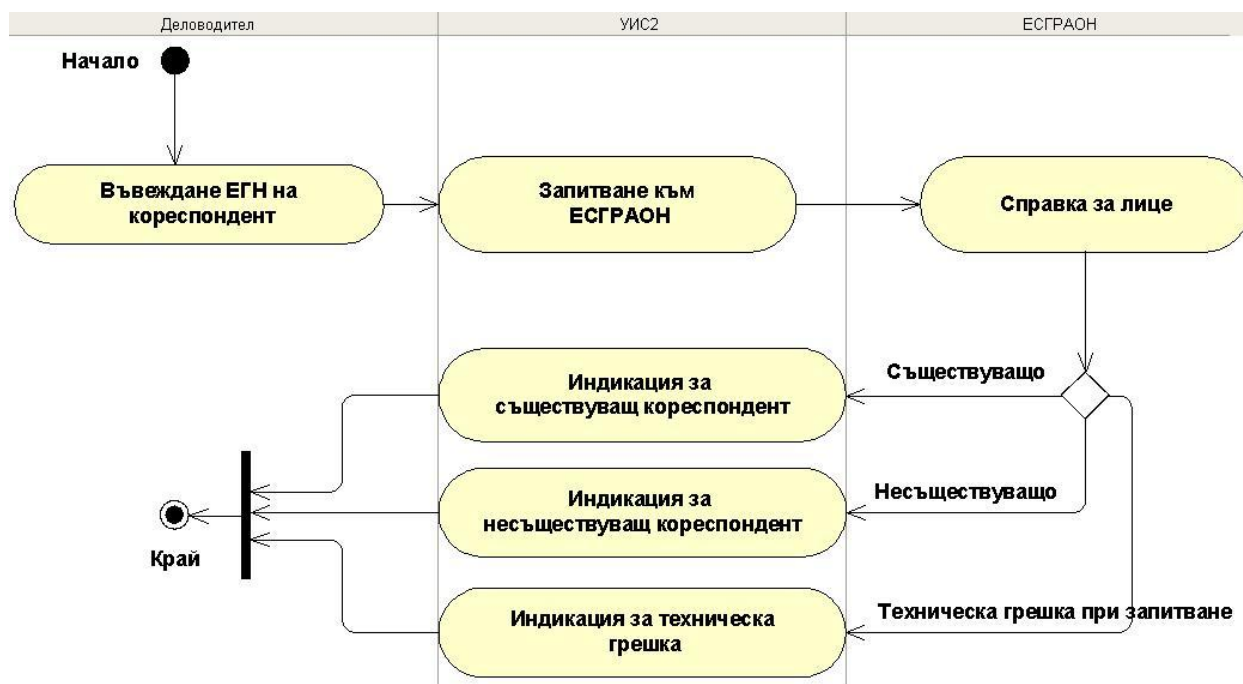 Деловодител
УИС2
ЕСГРАОН
Начало
Въвеждане ЕГН на
кореспондент
Запитване към
ЕСГРАОН
Справка за лице
Съществуващо
Индикация за
съществуващ кореспондент
Несъществуващо
Индикация за
несъществуващ кореспондент
Край
Техническа грешка при запитване
Индикация за техническа
грешка